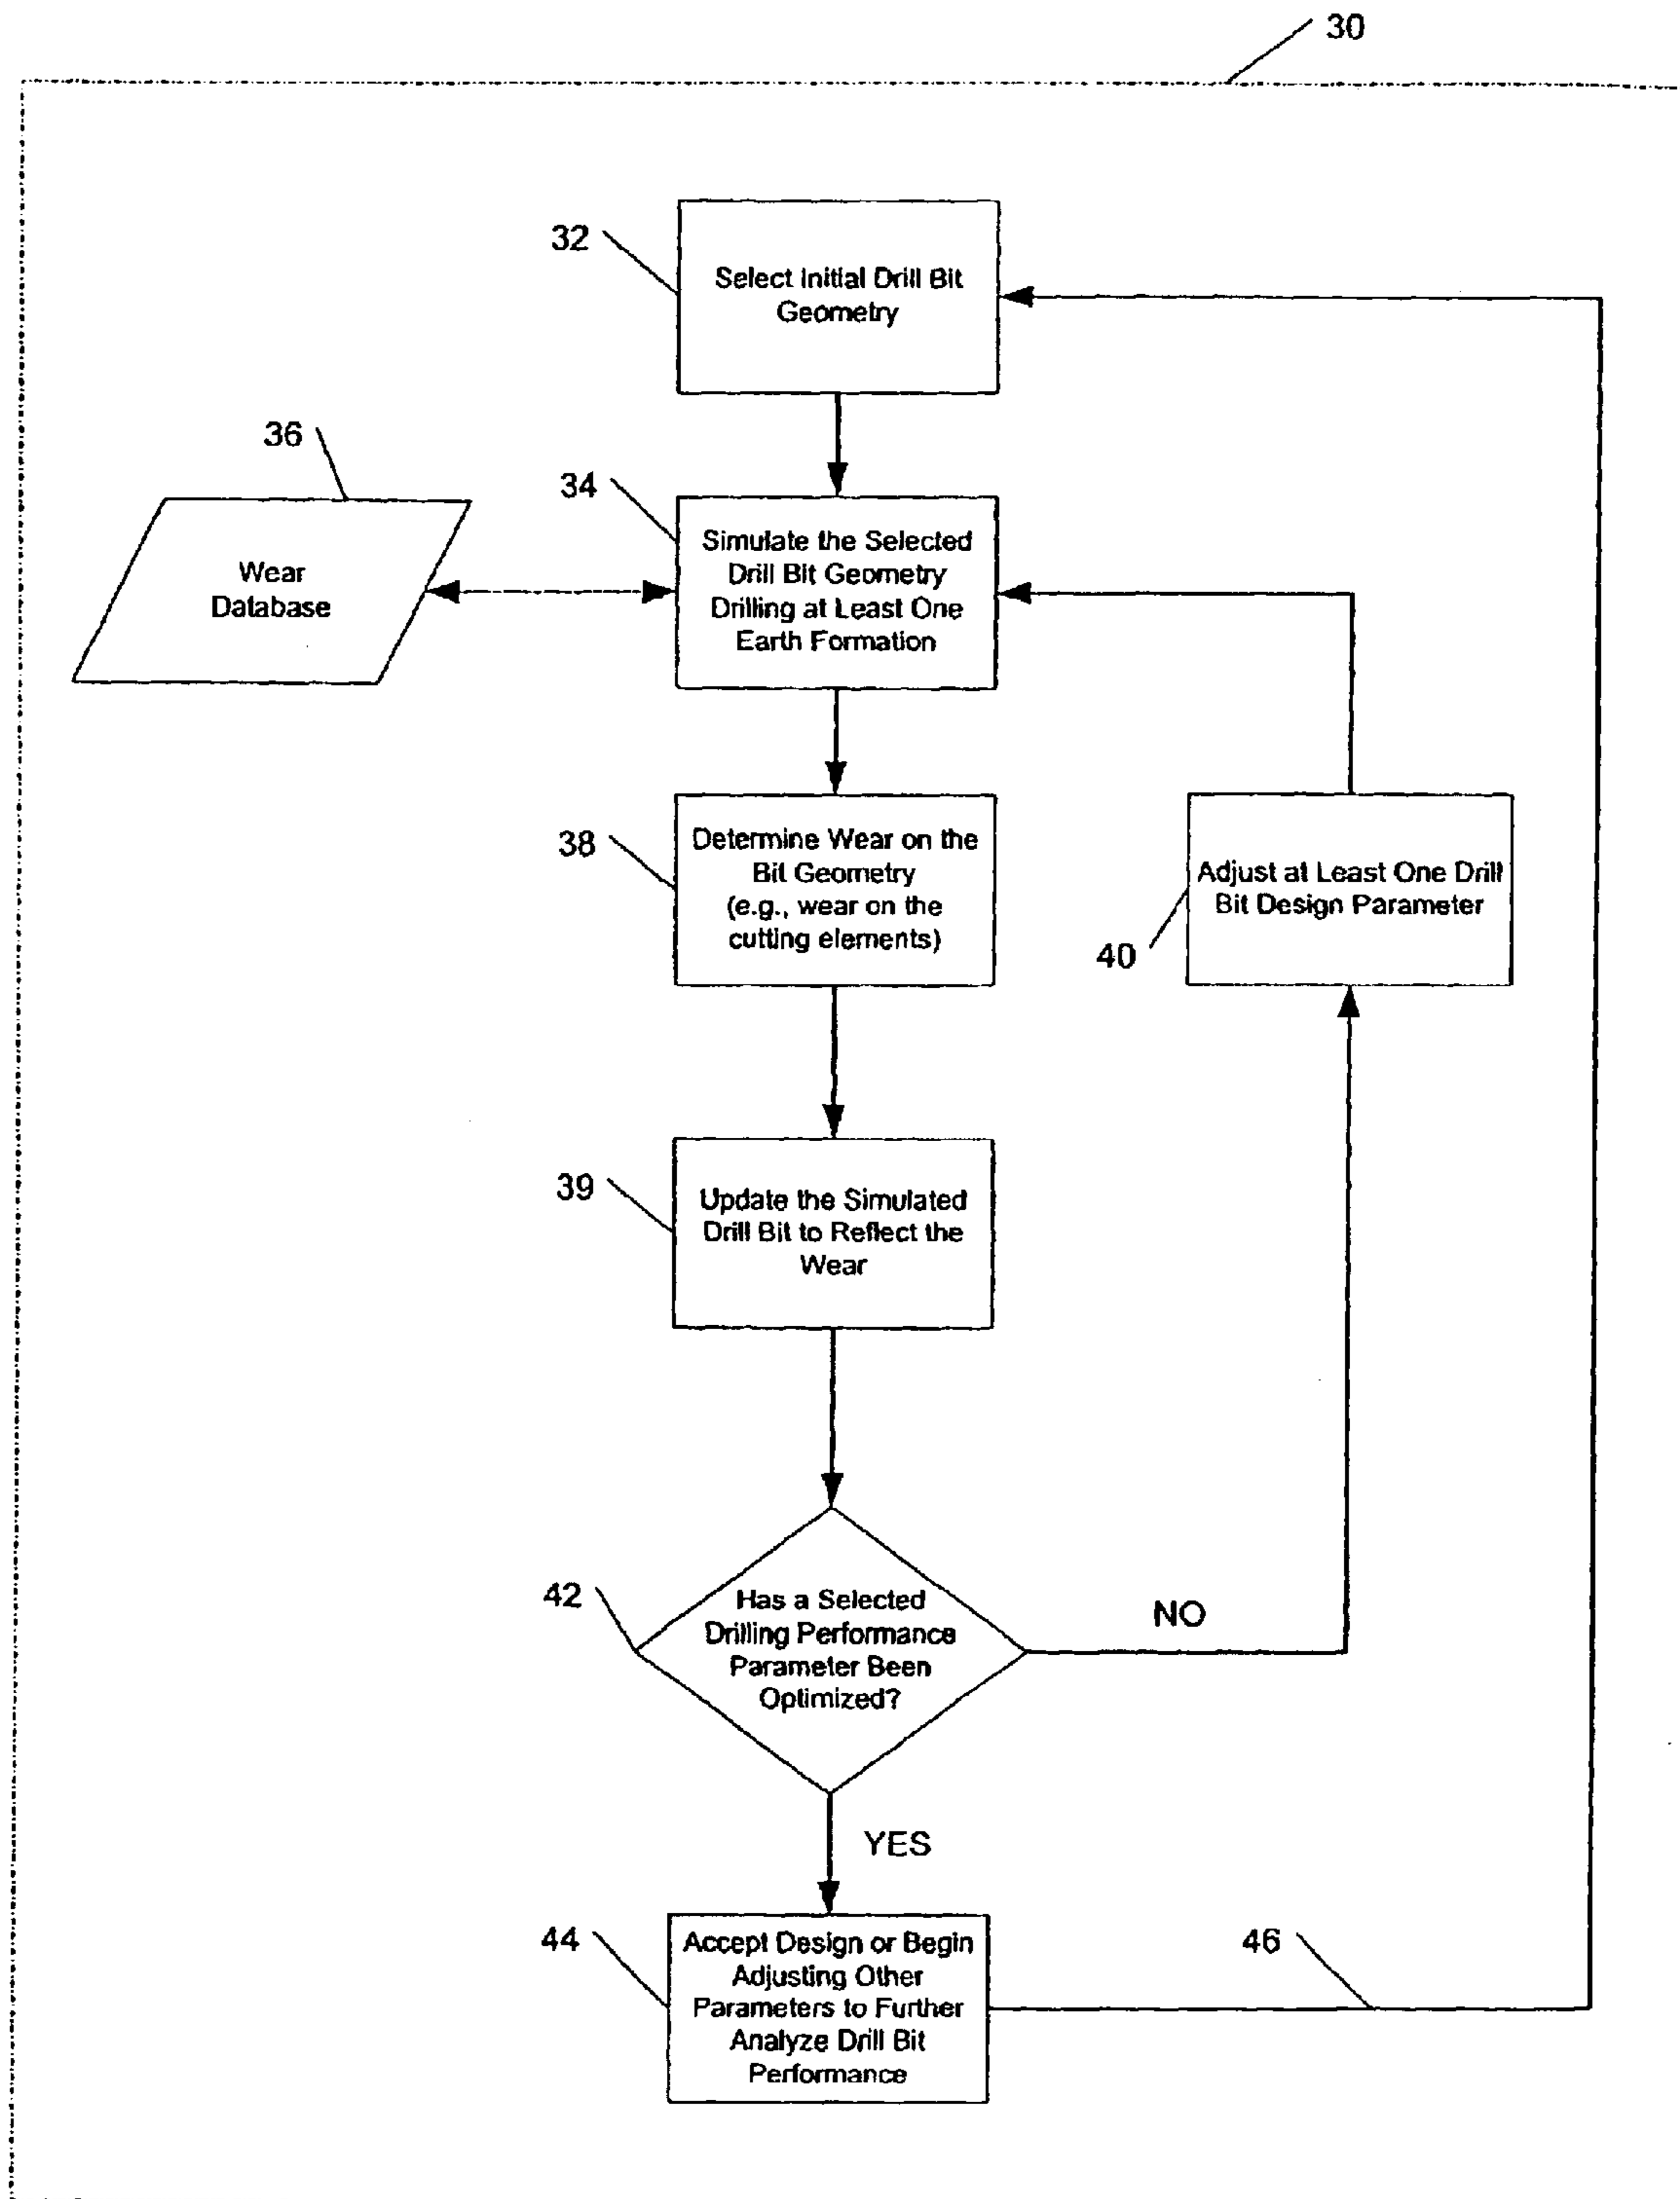 30
32
Select Initial Drill Bit
Geometry
36
34
Wear
Database
Simulate the Selected
Drill Bit Geometry
Drilling at Least One
Earth Formation
38
Determine Wear on the
Bit Geometry
(e.g., wear on the
cutting elements)
Adjust at Least One Drill
Bit Design Parameter
40
39
Update the Simulated
Drill Bit to Reflect the
Wear
42
Has a Selected
Drilling Performance
Parameter Been
Optimized?
NO
YES
44
Accept Design or Begin
Adjusting Other
Parameters to Further
Analyze Drill Bit
Performance
46